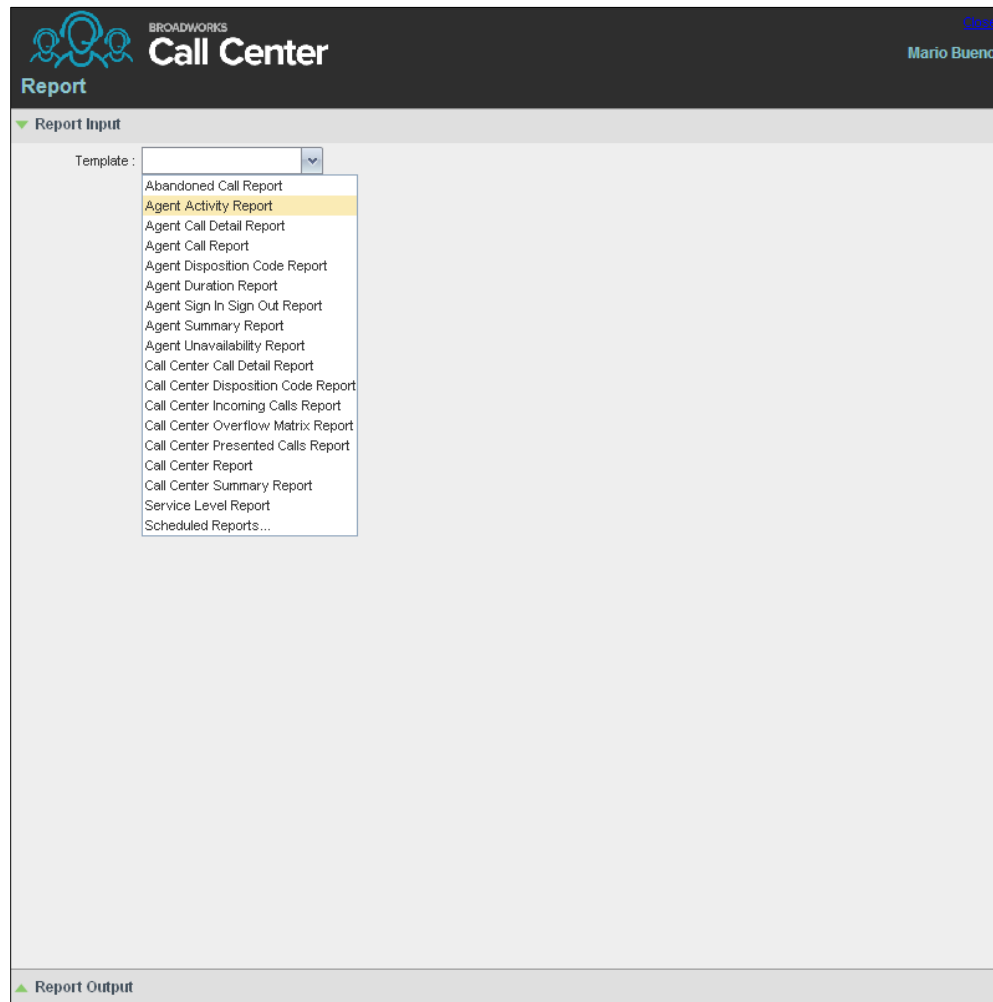 BROADWORKS
Call Center
Close
Mario Bueno
Report
Report Input
Template :
Abandoned Call Report
Agent Activity Report
Agent Call Detail Report
Agent Call Report
Agent Disposition Code Report
Agent Duration Report
Agent Sign In Sign Out Report
Agent Summary Report
Agent Unavailability Report
Call Center Call Detail Report
Call Center Disposition Code Report
Call Center Incoming Calls Report
Call Center Overflow Matrix Report
Call Center Presented Calls Report
Call Center Report
Call Center Summary Report
Service Level Report
Scheduled Reports...
Report Output